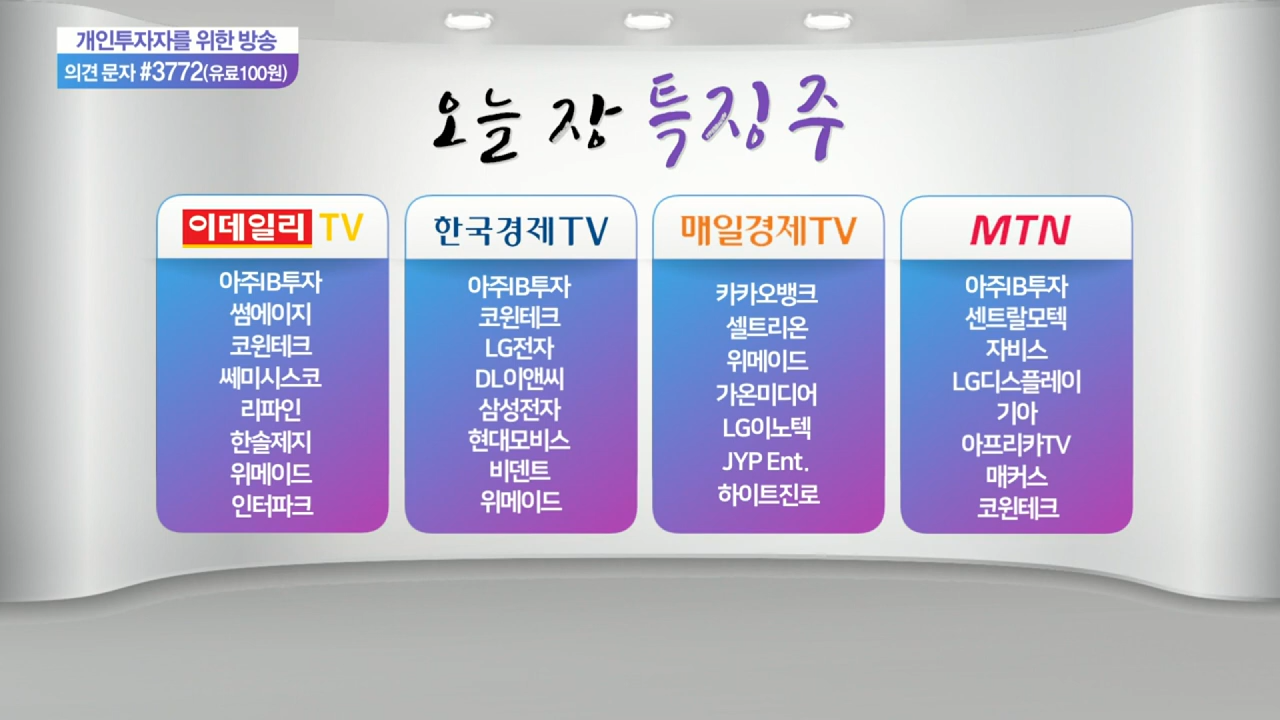 개인투자자를 위한 방송
의견 문자 #3772(유료100원)
오늘 장 특징주
이데일리 TV
아주IB투자
썸에이지
코윈테크
쎄미시스코
리파인
한솔제지
위메이드
인터파크
한국경제TV
아주IB투자
코윈테크
LG전자
DL이앤씨
삼성전자
현대모비스
비덴트
위메이드
매일경제TV
카카오뱅크
셀트리온
위메이드
가온미디어
LG이노텍
JYP Ent.
하이트진로
MTN
아주IB투자
센트랄모텍
자비스
LG디스플레이
기아
아프리카TV
매커스
코윈테크